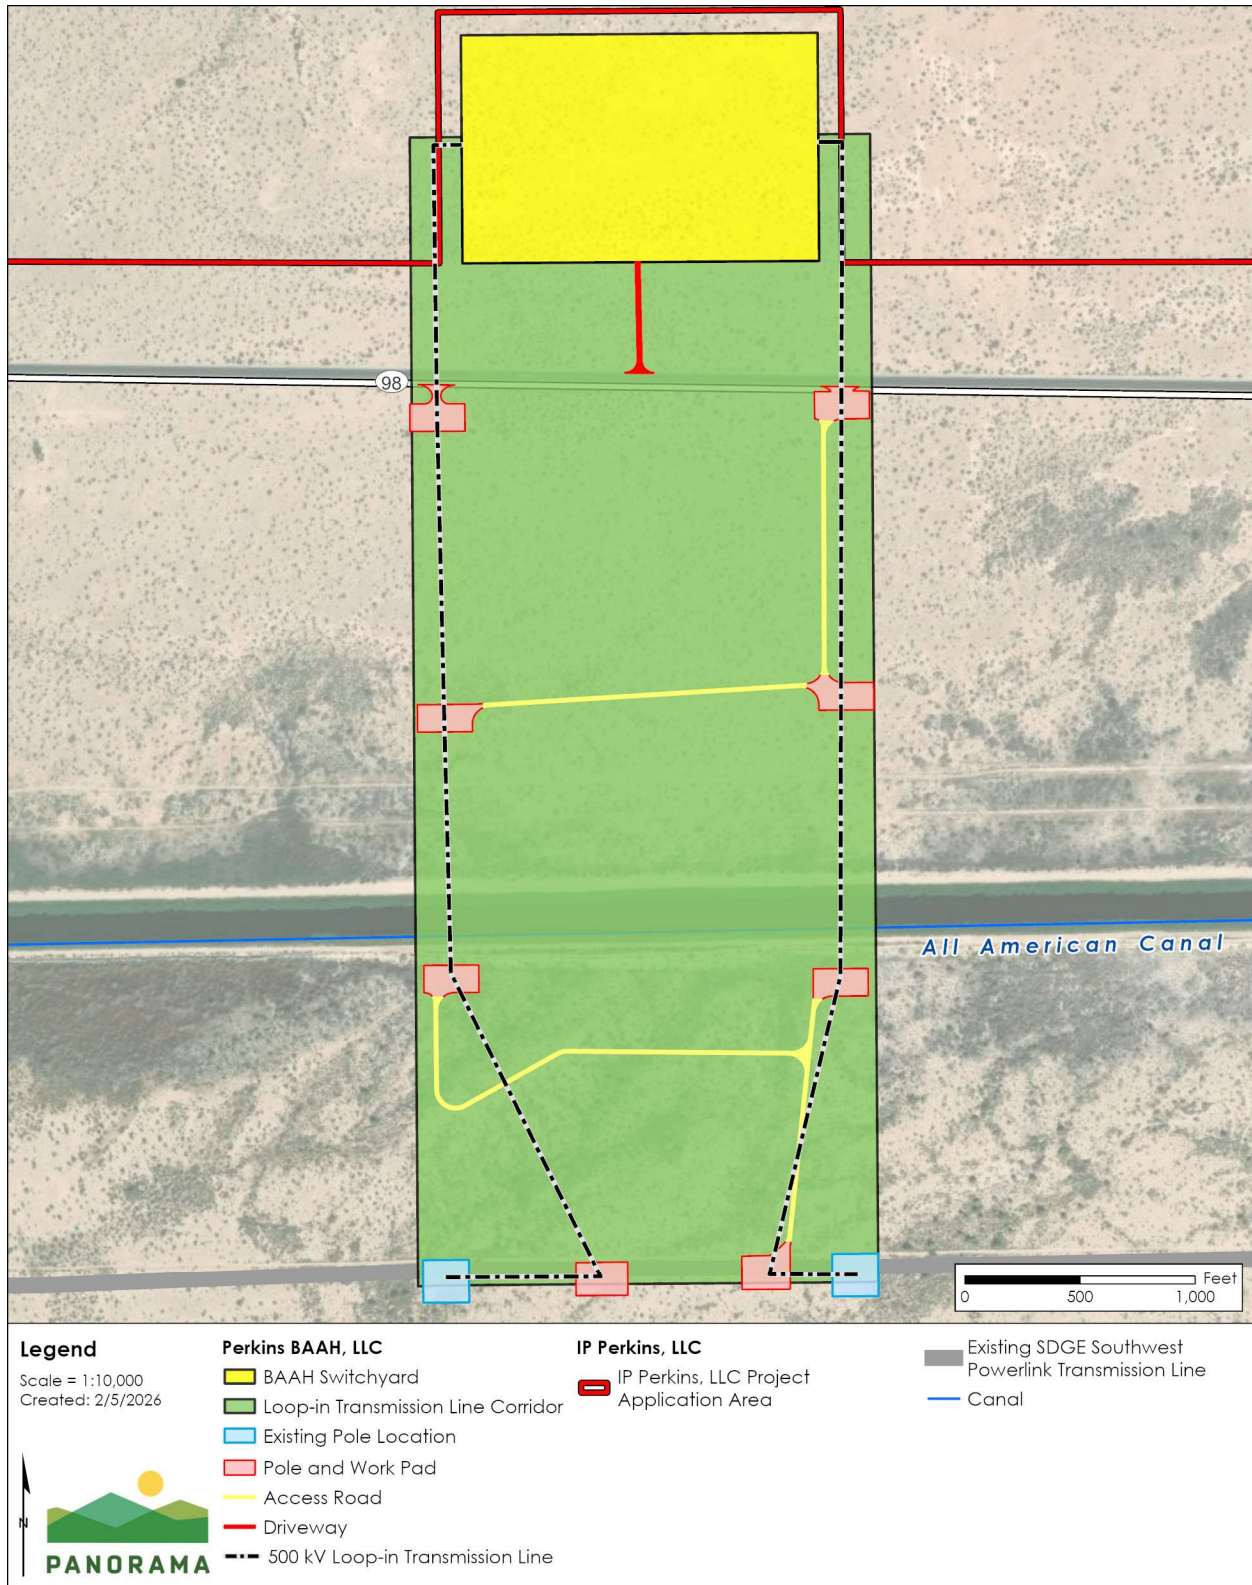 98
All American Canal
Feet
0 500 1,000
Legend
Scale = 1:10,000
Created: 2/5/2026
N
PANORAMA
Perkins BAAH, LLC
BAAH Switchyard
Loop-in Transmission Line Corridor
Existing Pole Location
Pole and Work Pad
Access Road
Driveway
500 kV Loop-in Transmission Line
IP Perkins, LLC
IP Perkins, LLC Project
Application Area
Existing SDGE Southwest
Powerlink Transmission Line
Canal